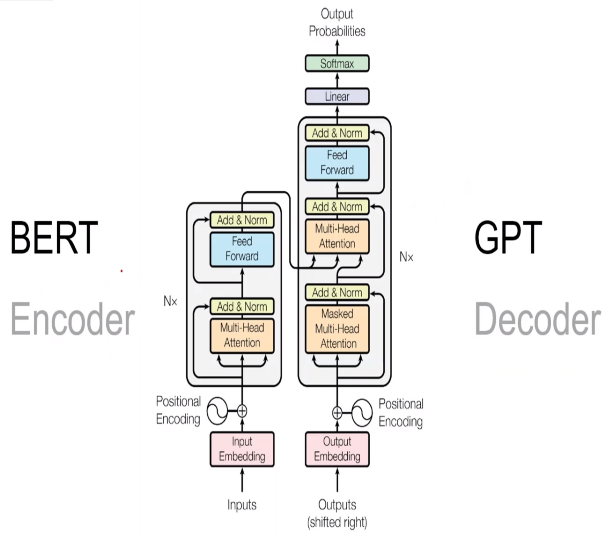 Output
Probabilities
Softmax
Linear
Add & Norm
Feed
Forward
Add & Norm
Multi-Head
Attention
Add & Norm
Masked
Multi-Head
Attention
Nx
Positional
Encoding
Output
Embedding
Outputs
(shifted right)
Add & Norm
Feed
Forward
Add & Norm
Multi-Head
Attention
Nx
Positional
Encoding
Input
Embedding
Inputs
BERT
Encoder
GPT
Decoder